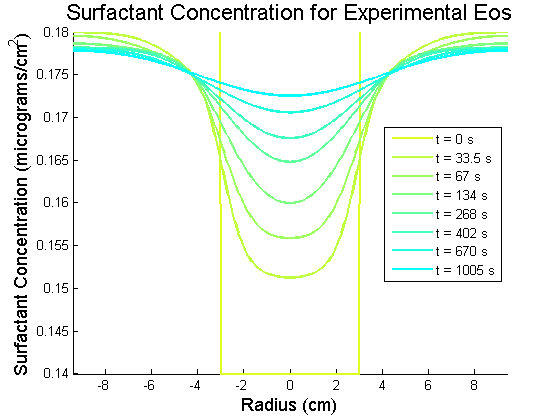 Surfactant Concentration for Experimental Eos
Surfactant Concentration (micrograms/cm²)
0.18
0.175
0.17
0.165
0.16
0.155
0.15
0.145
0.14
-8 -6 -4 -2 0 2 4 6 8
Radius (cm)
t = 0 s
t = 33.5 s
t = 67 s
t = 134 s
t = 268 s
t = 402 s
t = 670 s
t = 1005 s